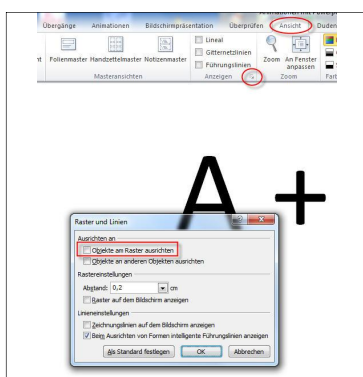 Übergänge Animationen Bildschirmpräsentation Überprüfen Ansicht Duden
Lineal
Gitternetzlinien
Führungslinien
Folienmaster Handzettelmaster Notizenmaster
Zoom An Fenster anpassen
Masteransichten Anzeigen Zoom Farb
A +
Raster und Linien
Ausrichten an
Objekte am Raster ausrichten
Objekte an anderen Objekten ausrichten
Rastereinstellungen
Abstand: 0,2 cm
Raster auf dem Bildschirm anzeigen
Linieneinstellungen
Zeichnungslinien auf dem Bildschirm anzeigen
Beim Ausrichten von Formen intelligente Führungslinien anzeigen
Als Standard festlegen OK Abbrechen